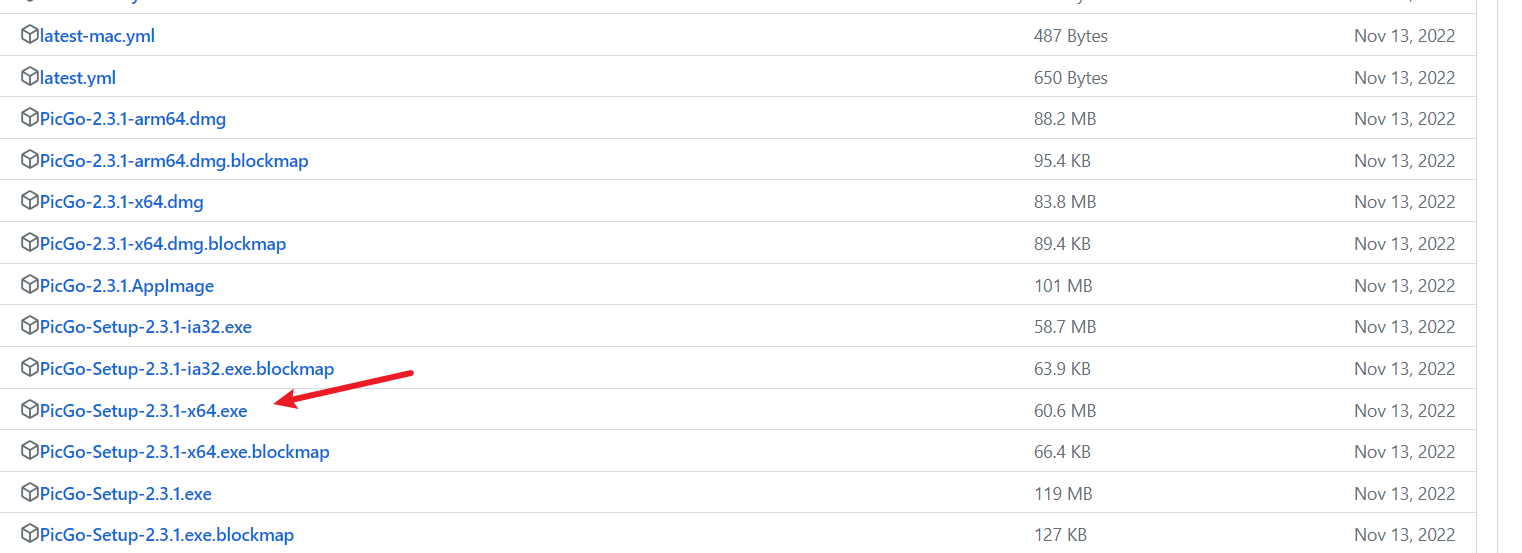 latest-mac.yml 487 Bytes Nov 13, 2022
latest.yml 650 Bytes Nov 13, 2022
PicGo-2.3.1-arm64.dmg 88.2 MB Nov 13, 2022
PicGo-2.3.1-arm64.dmg.blockmap 95.4 KB Nov 13, 2022
PicGo-2.3.1-x64.dmg 83.8 MB Nov 13, 2022
PicGo-2.3.1-x64.dmg.blockmap 89.4 KB Nov 13, 2022
PicGo-2.3.1.AppImage 101 MB Nov 13, 2022
PicGo-Setup-2.3.1-ia32.exe 58.7 MB Nov 13, 2022
PicGo-Setup-2.3.1-ia32.exe.blockmap 63.9 KB Nov 13, 2022
PicGo-Setup-2.3.1-x64.exe 60.6 MB Nov 13, 2022
PicGo-Setup-2.3.1-x64.exe.blockmap 66.4 KB Nov 13, 2022
PicGo-Setup-2.3.1.exe 119 MB Nov 13, 2022
PicGo-Setup-2.3.1.exe.blockmap 127 KB Nov 13, 2022